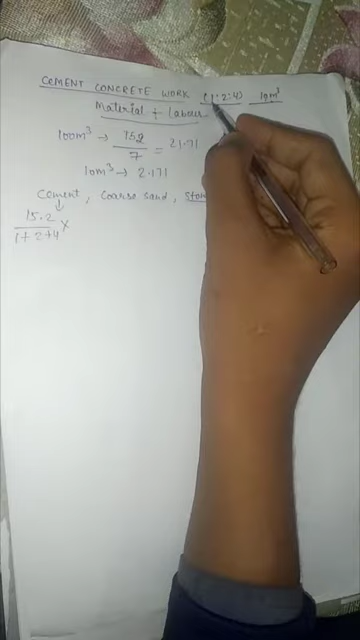 CEMENT CONCRETE WORK (1:2:4) 10m³
Material ÷ Labour
100m³ → 152 / 7 = 21.71
10m³ → 2.171
Cement, Coarse Sand, Ston
↓
15.2 / 1+2+4 ×